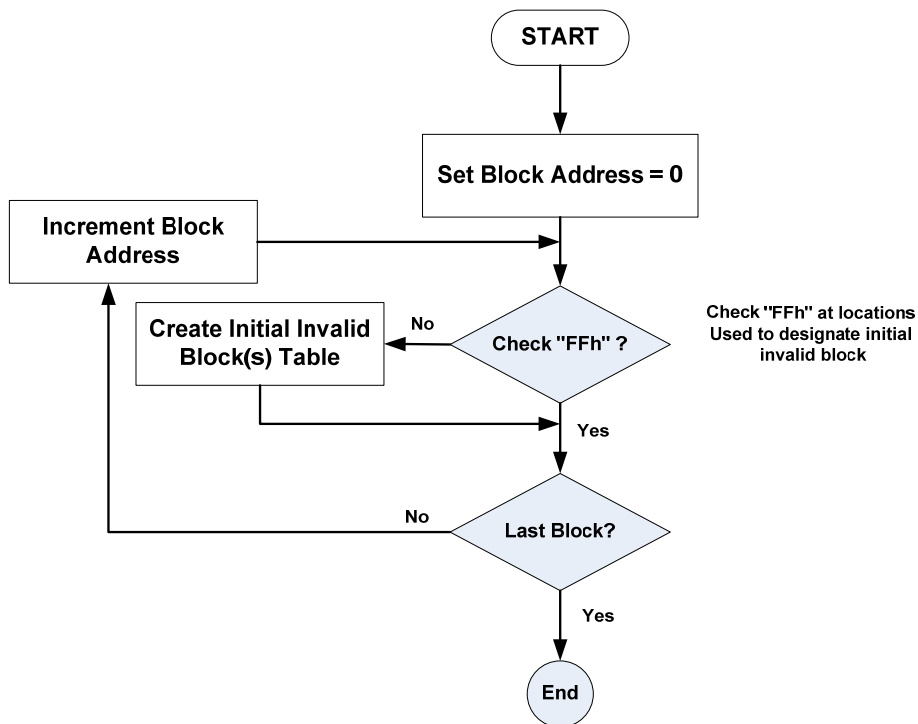 START
Set Block Address = 0
Increment Block
Address
Check "FFh" at locations
Used to designate initial
invalid block
Create Initial Invalid
Block(s) Table
No
Check "FFh" ?
Yes
No
Last Block?
Yes
End